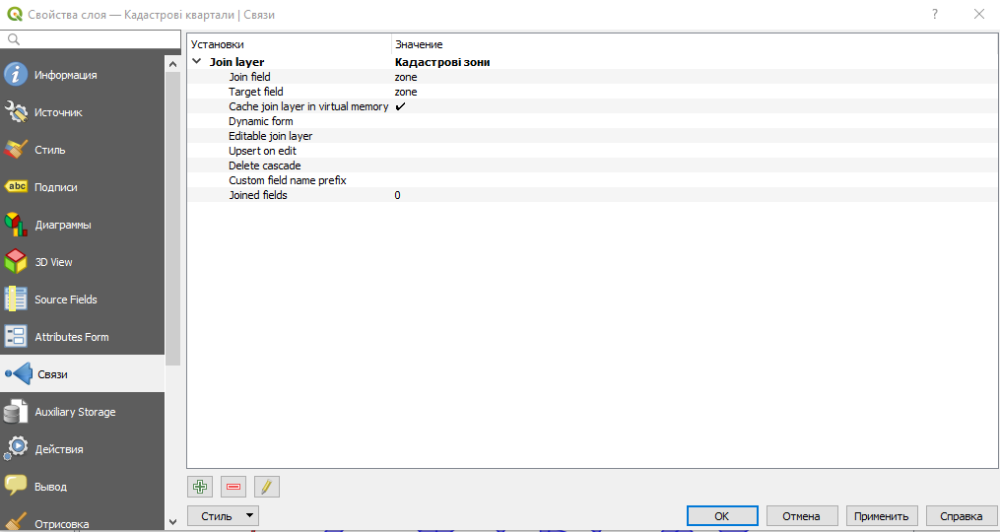 Свойства слоя — Кадастрові квартали | Связи
?
Информация
Источник
Стиль
abc Подписи
Диаграммы
3D View
Source Fields
Attributes Form
Связи
Auxiliary Storage
Действия
Вывод
Отрисовка
Установки Значение
Join layer Кадастрові зони
Join field zone
Target field zone
Cache join layer in virtual memory ✓
Dynamic form
Editable join layer
Upsert on edit
Delete cascade
Custom field name prefix
Joined fields 0
Стиль OK Отмена Применить Справка